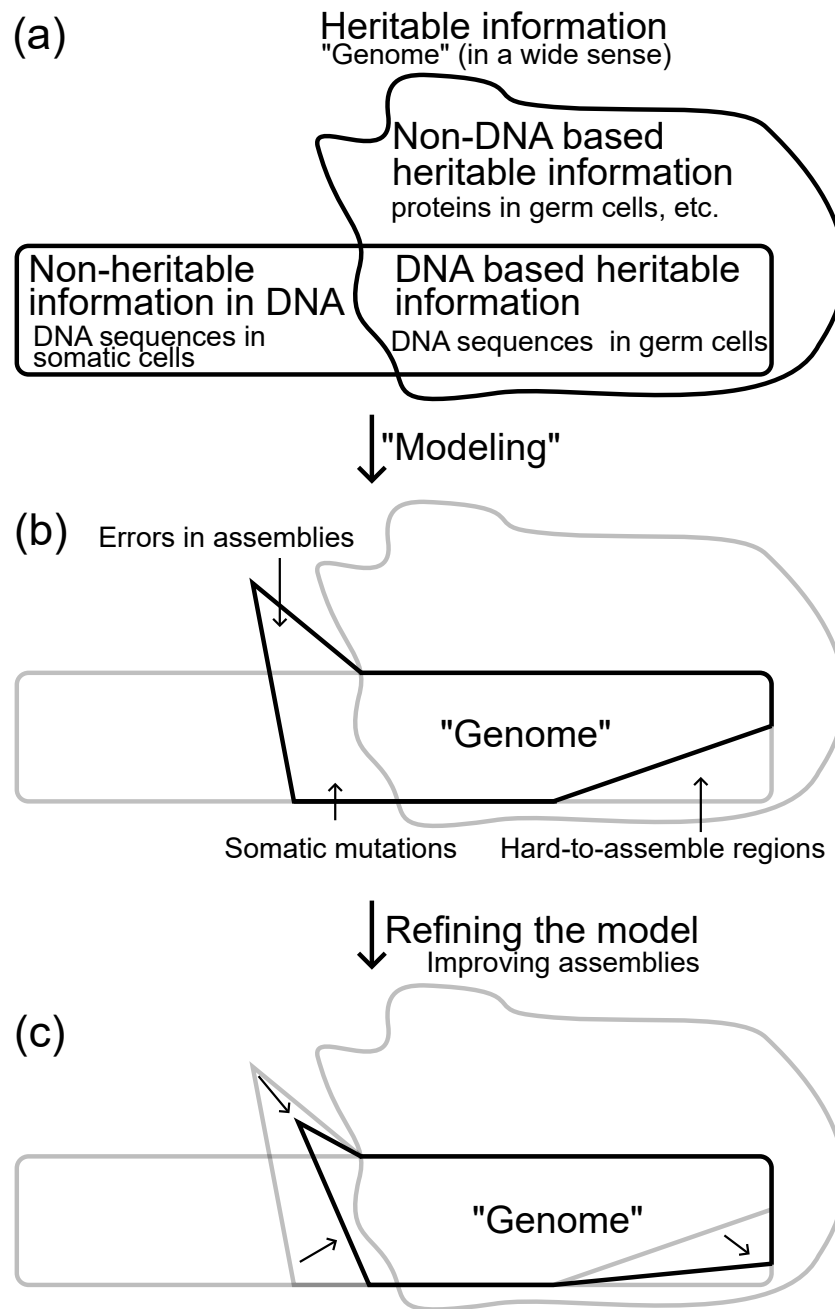 (a)
Heritable information
"Genome" (in a wide sense)
Non-DNA based
heritable information
proteins in germ cells, etc.
Non-heritable
information in DNA
DNA sequences in
somatic cells
DNA based heritable
information
DNA sequences in germ cells
"Modeling"
(b)
Errors in assemblies
"Genome"
Somatic mutations
Hard-to-assemble regions
Refining the model
Improving assemblies
(c)
"Genome"